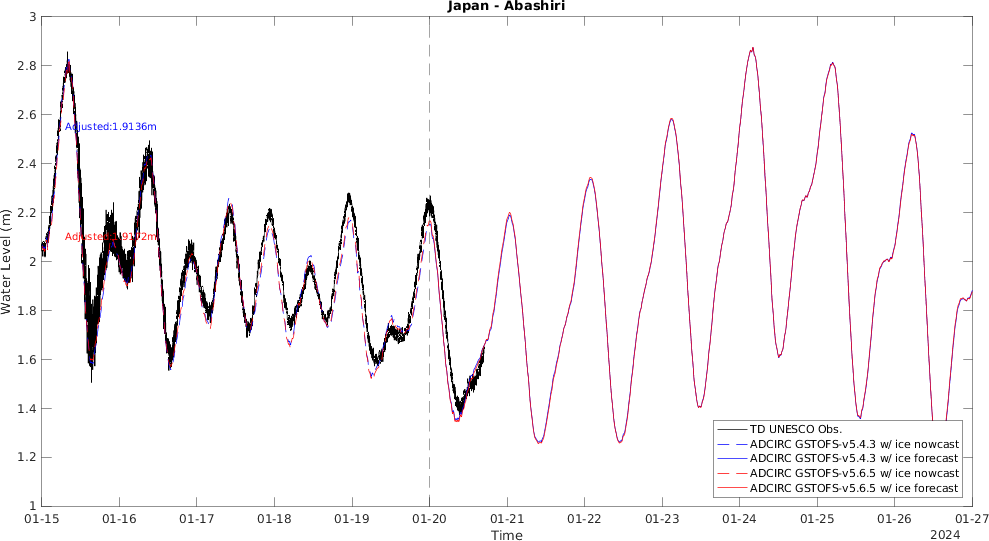 Japan - Abashiri
3
2.8
2.6
2.4
2.2
2
1.8
1.6
1.4
1.2
1
Water Level (m)
Adjusted:1.9136m
TD UNESCO Obs.
ADCIRC GSTOFS-v5.4.3 w/ ice nowcast
ADCIRC GSTOFS-v5.4.3 w/ ice forecast
ADCIRC GSTOFS-v5.6.5 w/ ice nowcast
ADCIRC GSTOFS-v5.6.5 w/ ice forecast
01-15 01-16 01-17 01-18 01-19 01-20 01-21 01-22 01-23 01-24 01-25 01-26 01-27
Time
2024